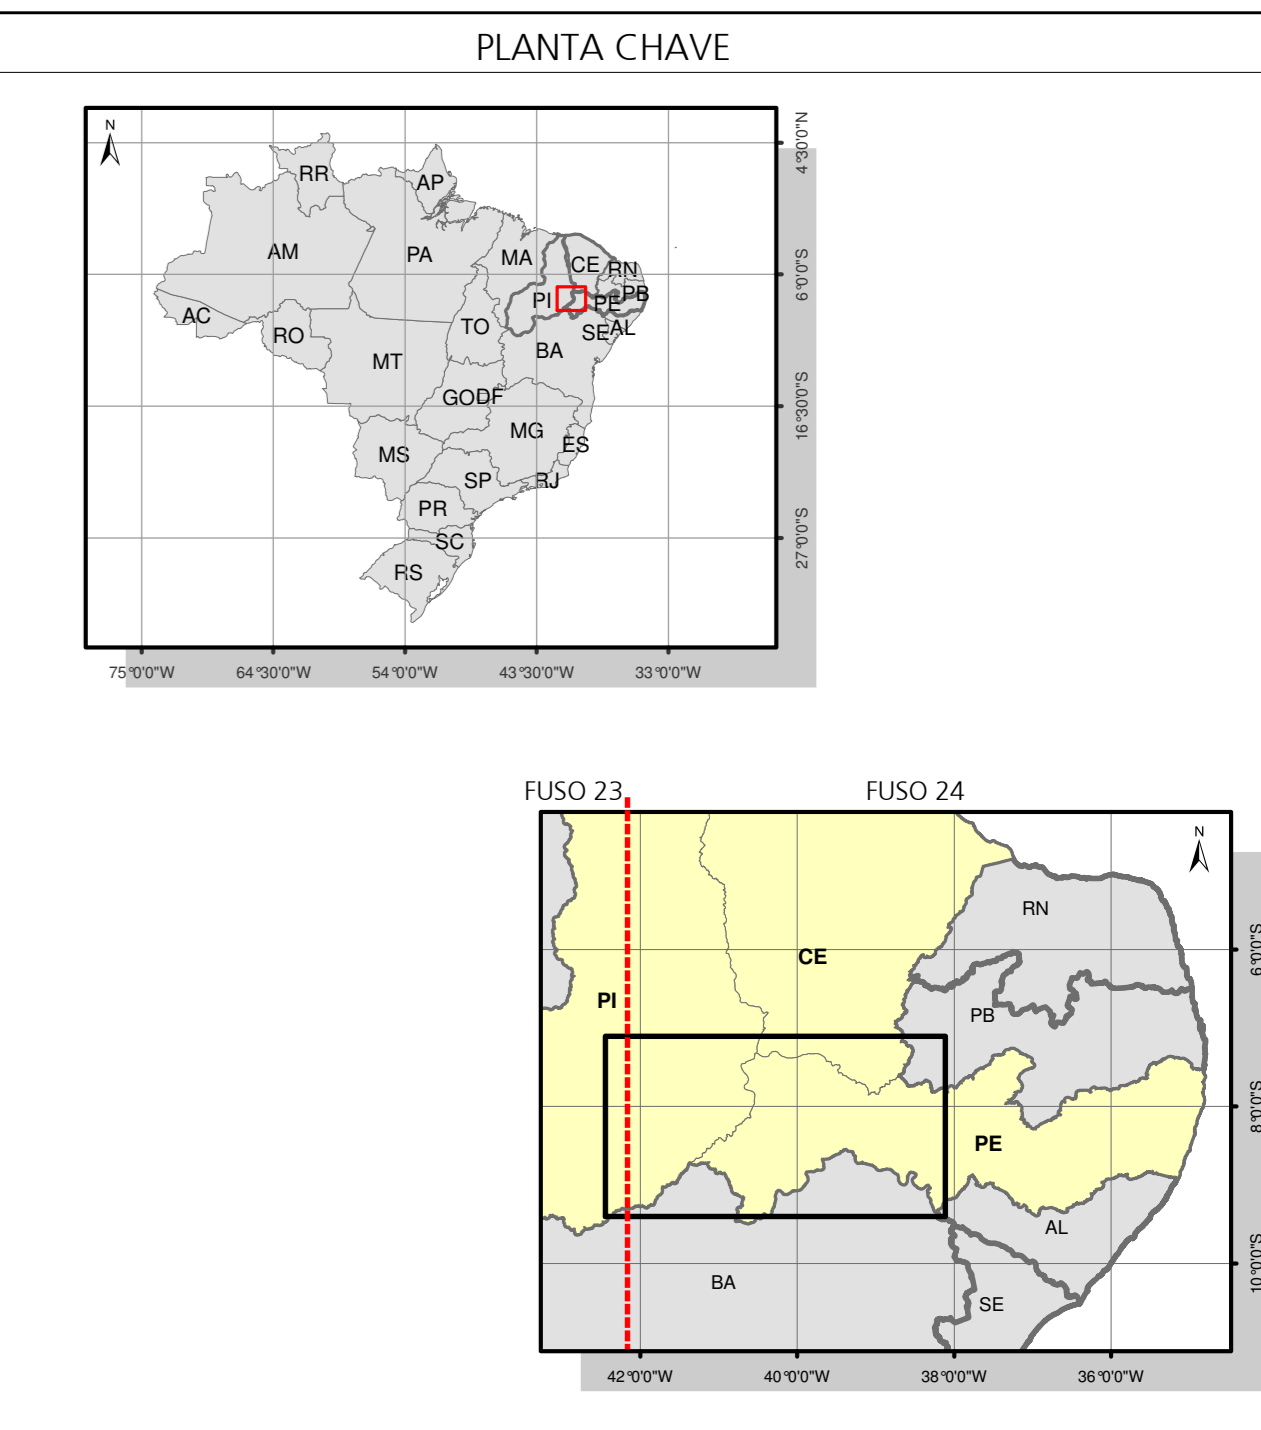 PLANTA CHAVE
N
4°30'0"N
RR
AP
AM
PA
MA
CE
RN
6°0'0"S
PI
PE
PB
AC
RO
TO
SE
AL
MT
BA
GO
DF
16°30'0"S
MG
ES
MS
SP
RJ
PR
SC
27°0'0"S
RS
75°0'0"W 64°30'0"W 54°0'0"W 43°30'0"W 33°0'0"W
FUSO 23 FUSO 24
N
RN
6°0'0"S
CE
PI
PB
8°0'0"S
PE
AL
BA
10°0'0"S
SE
42°0'0"W 40°0'0"W 38°0'0"W 36°0'0"W